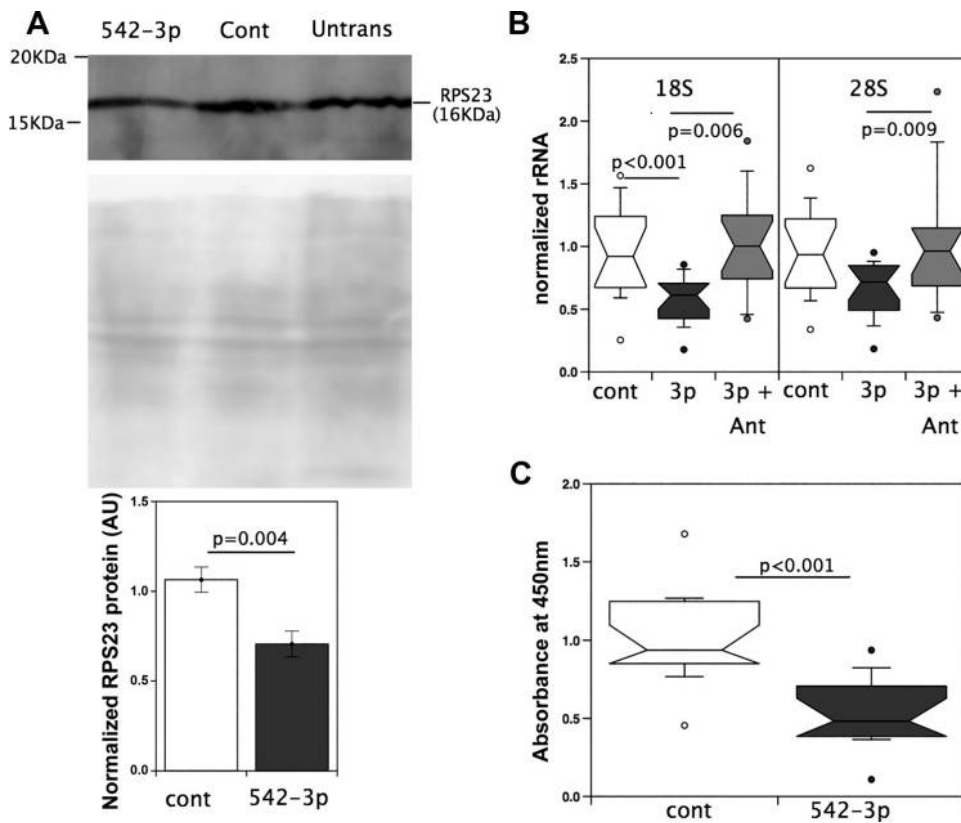 A
542-3p Cont Untrans
20KDa
15KDa
RPS23
(16KDa)
Normalized RPS23 protein (AU)
1.5
1.0
0.5
0.0
p=0.004
cont 542-3p
B
normalized rRNA
2.5
2.0
1.5
1.0
0.5
0.0
18S 28S
p=0.006 p=0.009
p<0.001
cont 3p 3p + cont 3p 3p +
Ant Ant
C
Absorbance at 450nm
2.0
1.5
1.0
0.5
0.0
p<0.001
cont 542-3p